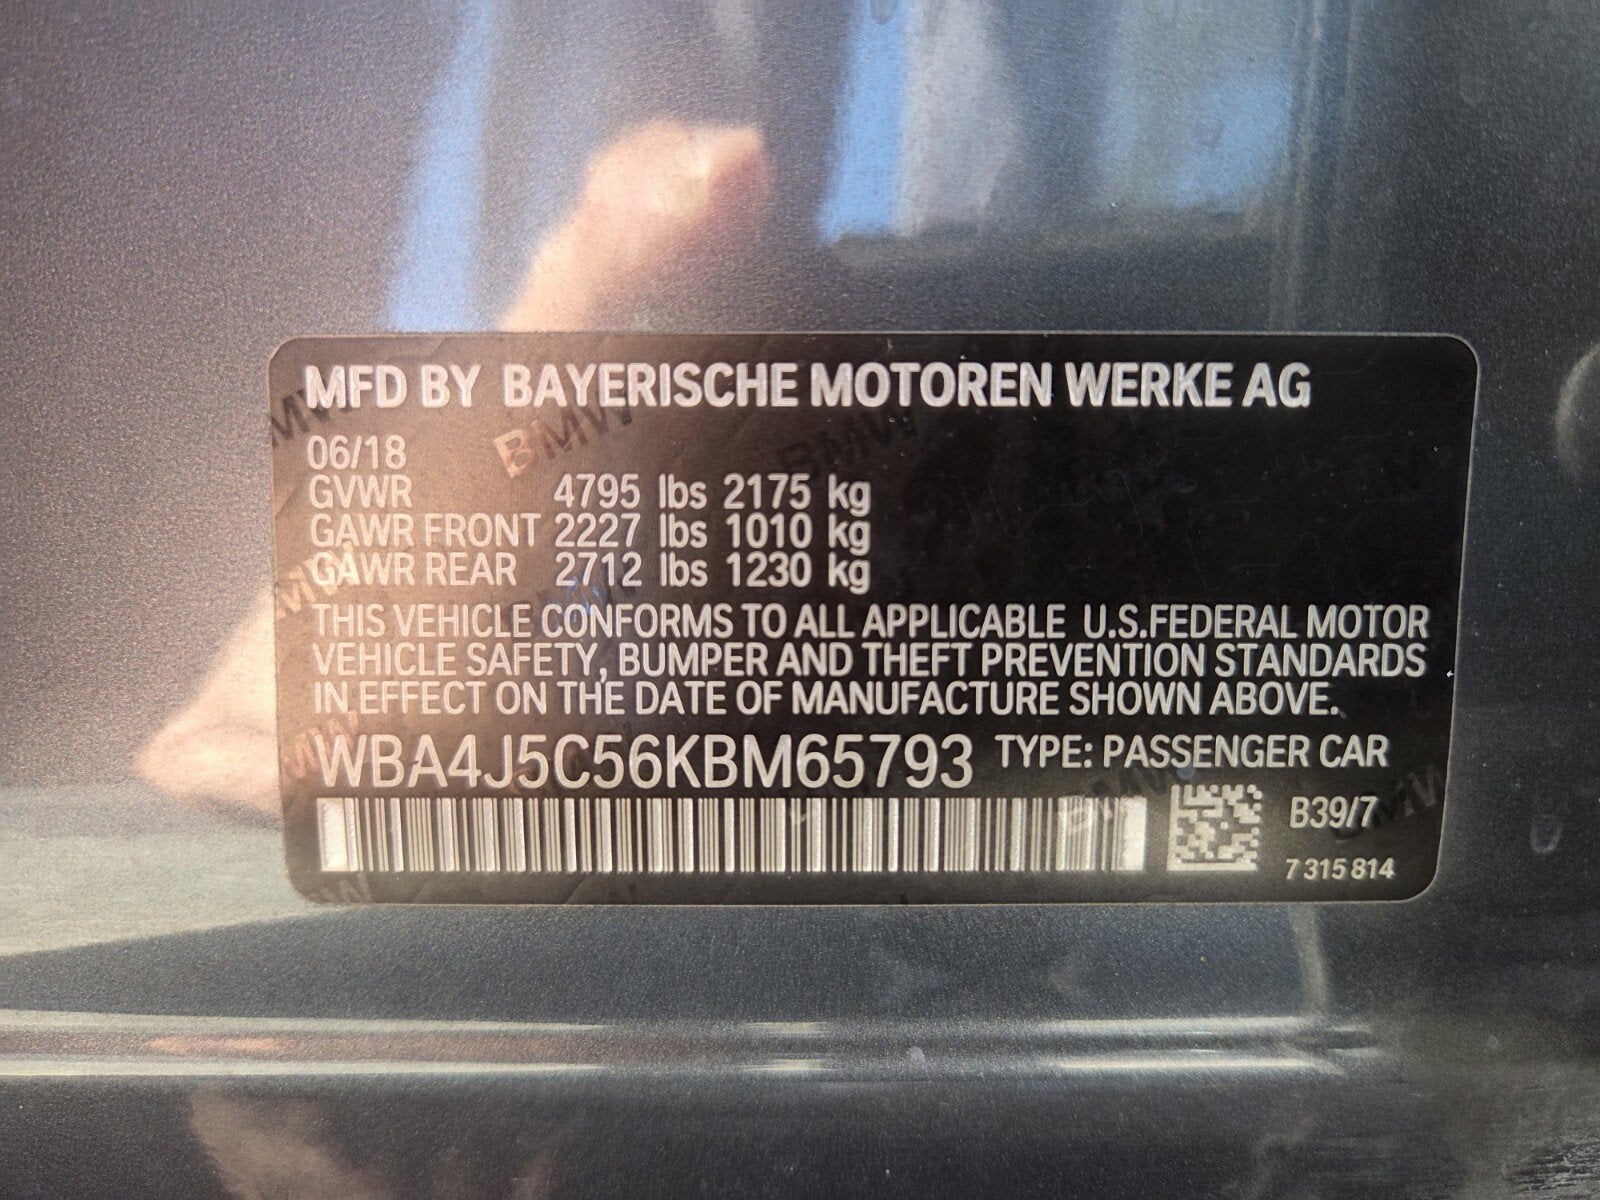 MFD BY BAYERISCHE MOTOREN WERKE AG
06/18
GVWR 4795 lbs 2175 kg
GAWR FRONT 2227 lbs 1010 kg
GAWR REAR 2712 lbs 1230 kg
THIS VEHICLE CONFORMS TO ALL APPLICABLE U.S.FEDERAL MOTOR
VEHICLE SAFETY, BUMPER AND THEFT PREVENTION STANDARDS
IN EFFECT ON THE DATE OF MANUFACTURE SHOWN ABOVE.
WBA4J5C56KBM65793 TYPE: PASSENGER CAR
B39/7
7 315 814